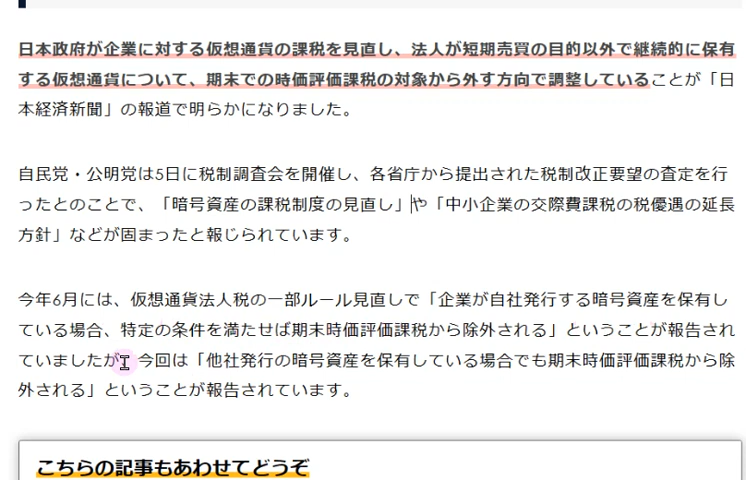 日本政府が企業に対する仮想通貨の課税を見直し、法人が短期売買の目的以外で継続的に保有
する仮想通貨について、期末での時価評価課税の対象から外す方向で調整していることが「日
本経済新聞」の報道で明らかになりました。
自民党・公明党は5日に税制調査会を開催し、各省庁から提出された税制改正要望の査定を行
ったとのことで、「暗号資産の課税制度の見直し」や「中小企業の交際費課税の税優遇の延長
方針」などが固まったと報じられています。
今年6月には、仮想通貨法人税の一部ルール見直しで「企業が自社発行する暗号資産を保有し
ている場合、特定の条件を満たせば期末時価評価課税から除外される」ということが報告され
ていましたが、今回は「他社発行の暗号資産を保有している場合でも期末時価評価課税から除
外される」ということが報告されています。
こちらの記事もあわせてどうぞ